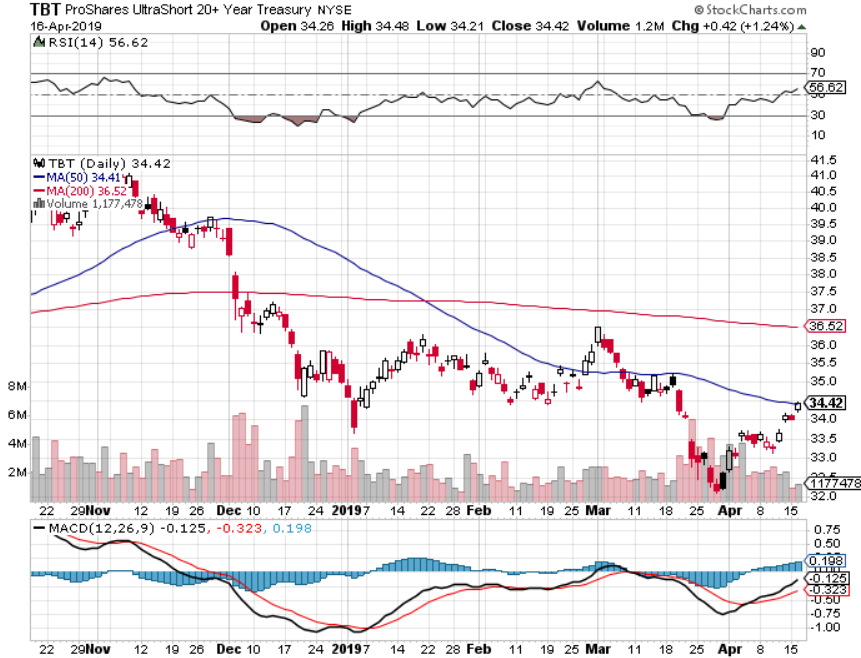 TBT ProShares UltraShort 20+ Year Treasury NYSE © StockCharts.com
16-Apr-2019 Open 34.26 High 34.48 Low 34.21 Close 34.42 Volume 1.2M Chg +0.42 (+1.24%)
RSI(14) 56.62
90
70
56.62
50
30
10
TBT (Daily) 34.42
MA(50) 34.41
MA(200) 36.52
Volume 1,177,478
41.5
41.0
40.5
40.0
39.5
39.0
38.5
38.0
37.5
37.0
36.52
36.0
35.5
35.0
34.42
34.0
33.5
33.0
32.5
32.0
1177478
8M
6M
4M
2M
22 29 Nov 12 19 26 Dec 10 17 24 2019 7 14 22 28 Feb 11 19 25 Mar 11 18 25 Apr 8 15
MACD(12,26,9) -0.125, -0.323, 0.198
0.75
0.50
0.25
0.198
0.00
-0.125
-0.323
-0.50
-0.75
-1.00
22 29 Nov 12 19 26 Dec 10 17 24 2019 7 14 22 28 Feb 11 19 25 Mar 11 18 25 Apr 8 15